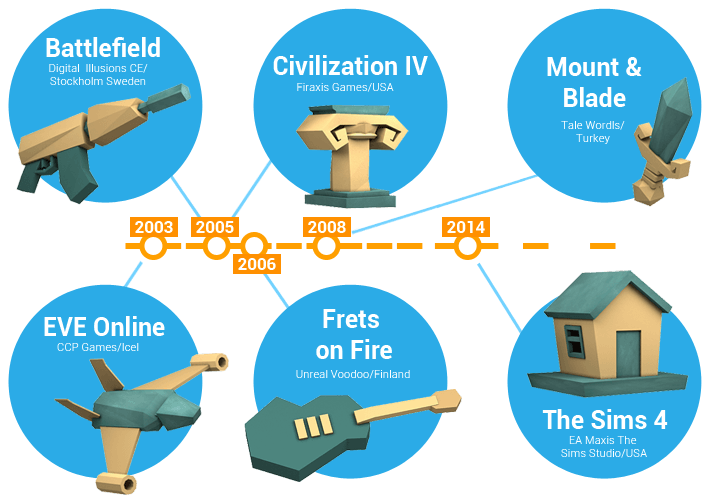 Battlefield
Digital Illusions CE/
Stockholm Sweden
Civilization IV
Firaxis Games/USA
Mount &
Blade
Tale Wordls/
Turkey
2003
2005
2006
2008
2014
EVE Online
CCP Games/Icel
Frets
on Fire
Unreal Voodoo/Finland
The Sims 4
EA Maxis The
Sims Studio/USA